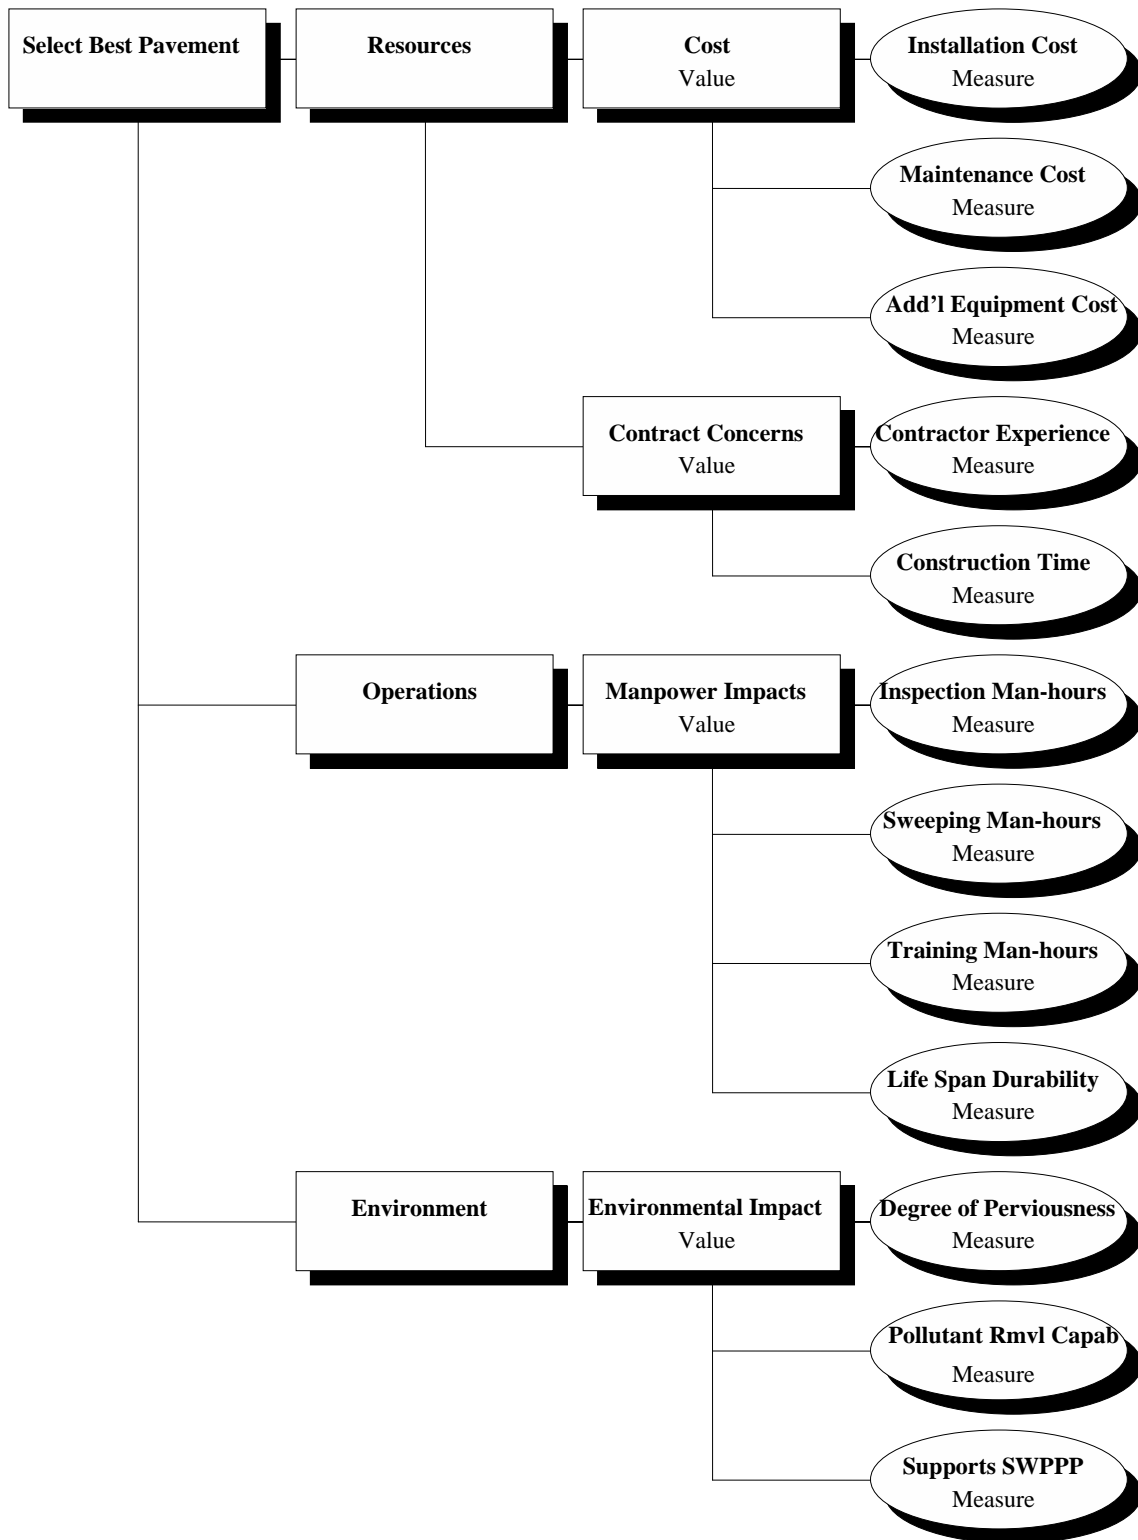 Select Best Pavement
Resources
Cost
Value
Installation Cost
Measure
Maintenance Cost
Measure
Add’l Equipment Cost
Measure
Contract Concerns
Value
Contractor Experience
Measure
Construction Time
Measure
Operations
Manpower Impacts
Value
Inspection Man-hours
Measure
Sweeping Man-hours
Measure
Training Man-hours
Measure
Life Span Durability
Measure
Environment
Environmental Impact
Value
Degree of Perviousness
Measure
Pollutant Rmvl Capab
Measure
Supports SWPPP
Measure